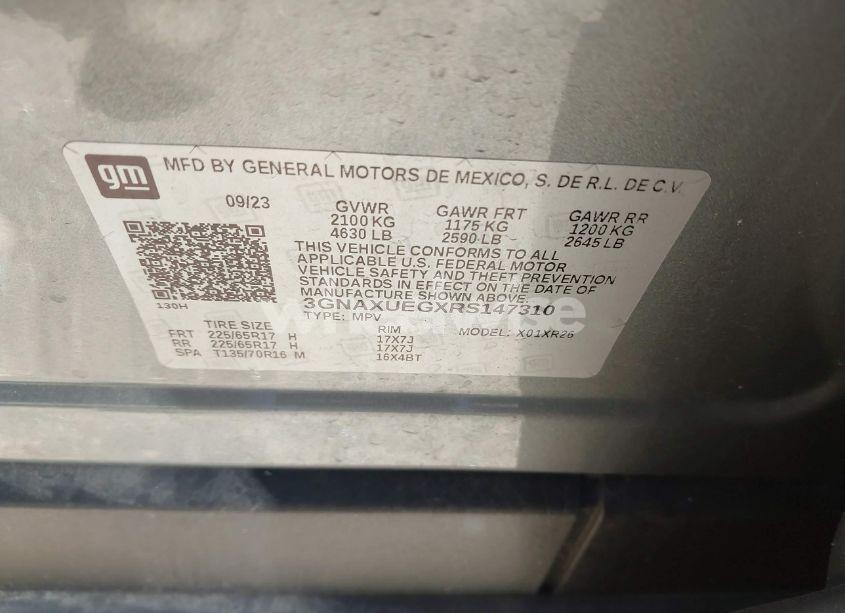 gm
MFD BY GENERAL MOTORS DE MEXICO, S. DE R.L. DE C.V.
09/23
GVWR GAWR FRT GAWR RR
2100 KG 1175 KG 1200 KG
4630 LB 2590 LB 2645 LB
THIS VEHICLE CONFORMS TO ALL
APPLICABLE U.S. FEDERAL MOTOR
VEHICLE SAFETY AND THEFT PREVENTION
STANDARDS IN EFFECT ON THE DATE OF
MANUFACTURE SHOWN ABOVE.
130H
3GNAXUEGXRS147310
TYPE: MPV MODEL: X01XR26
TIRE SIZE RIM
FRT 225/65R17 H 17X7J
RR 225/65R17 H 17X7J
SPA T135/70R16 M 16X4BT